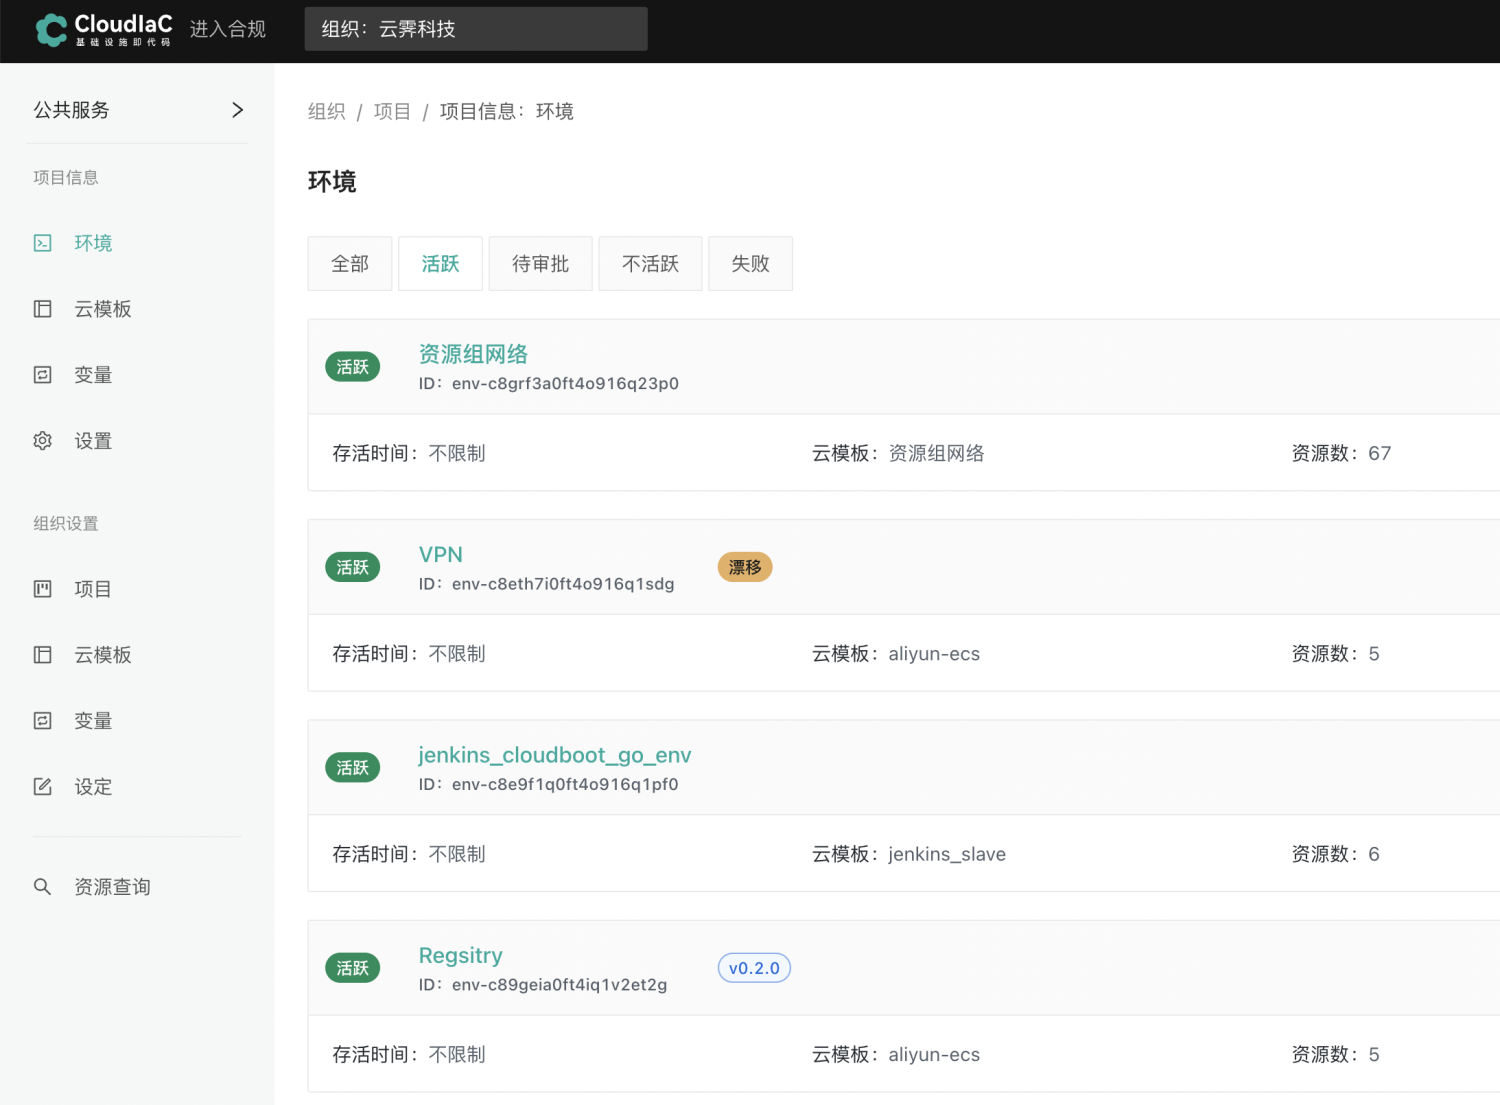 CloudIaC
基础设施即代码
进入合规
组织：云霁科技
公共服务
项目信息
环境
云模板
变量
设置
组织设置
项目
云模板
变量
设定
资源查询
组织 / 项目 / 项目信息：环境
环境
全部 活跃 待审批 不活跃 失败
活跃
资源组网络
ID：env-c8grf3a0ft4o916q23p0
存活时间：不限制 云模板：资源组网络 资源数：67
活跃
VPN
ID：env-c8eth7i0ft4o916q1sdg
漂移
存活时间：不限制 云模板：aliyun-ecs 资源数：5
活跃
jenkins_cloudboot_go_env
ID：env-c8e9f1q0ft4o916q1pf0
存活时间：不限制 云模板：jenkins_slave 资源数：6
活跃
Regsitry
ID：env-c89geia0ft4iq1v2et2g
v0.2.0
存活时间：不限制 云模板：aliyun-ecs 资源数：5